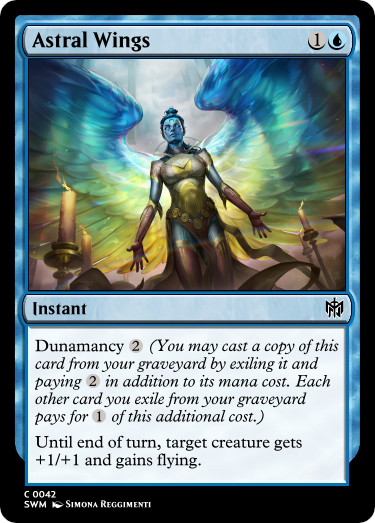 Astral Wings 1
Instant
Dunamancy 2 (You may cast a copy of this
card from your graveyard by exiling it and
paying 2 in addition to its mana cost. Each
other card you exile from your graveyard
pays for 1 of this additional cost.)
Until end of turn, target creature gets
+1/+1 and gains flying.
C 0042
SWM Simona Reggimenti